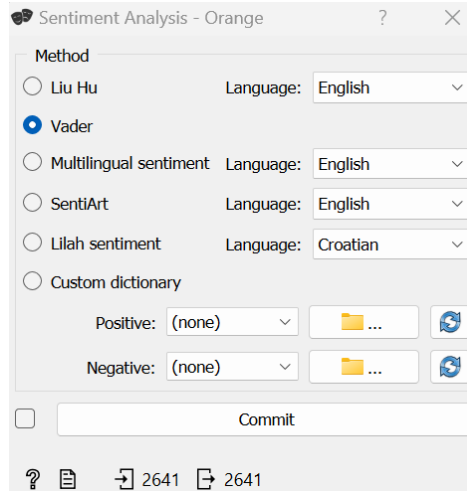 Sentiment Analysis - Orange ?
Method
Liu Hu Language: English
Vader
Multilingual sentiment Language: English
SentiArt Language: English
Lilah sentiment Language: Croatian
Custom dictionary
Positive: (none) ...
Negative: (none) ...
Commit
? 2641 2641